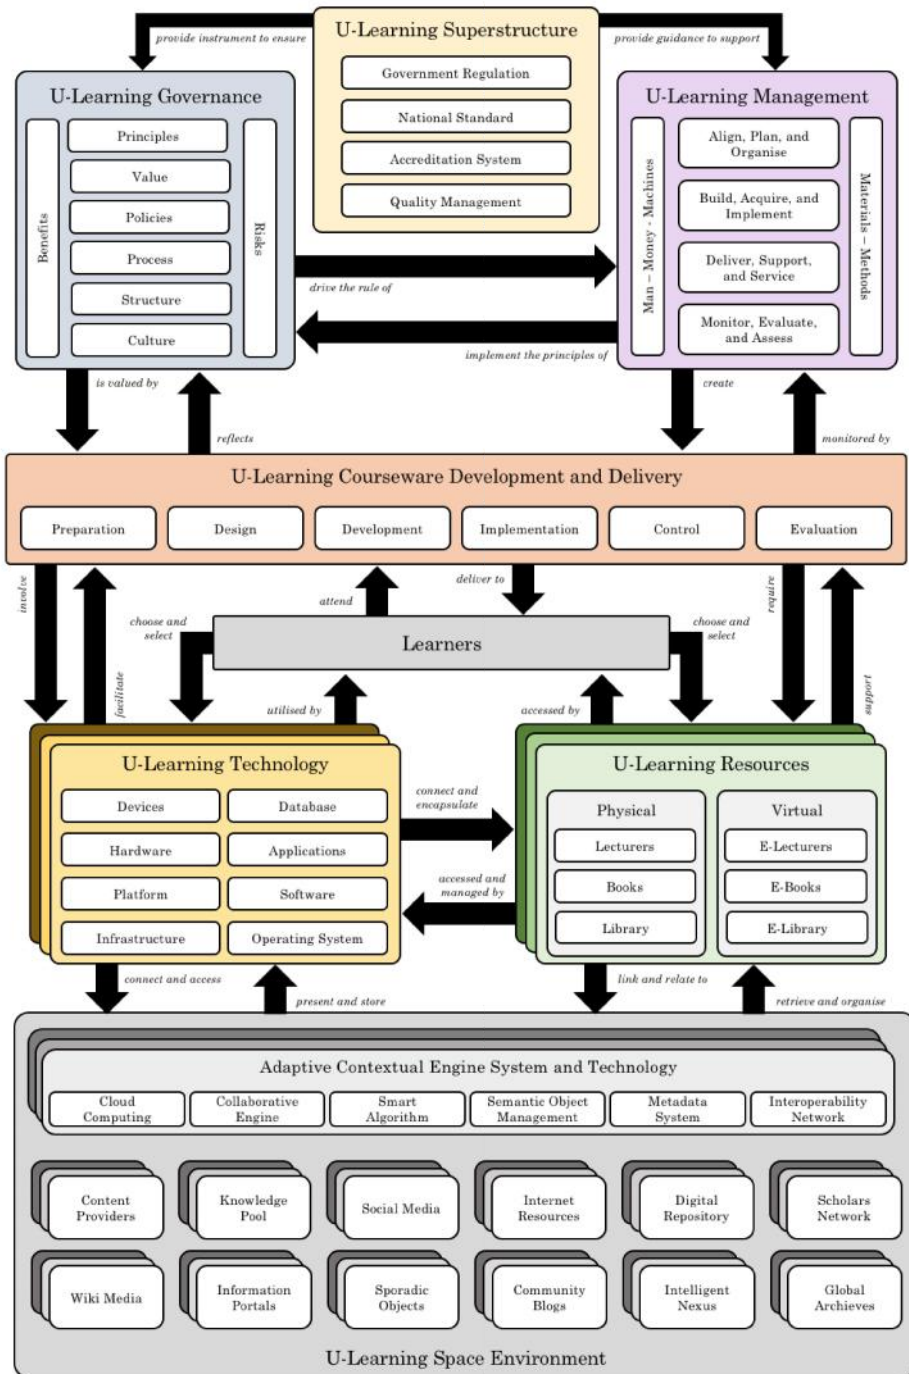 provide instrument to ensure
U-Learning Superstructure
provide guidance to support
Government Regulation
National Standard
Accreditation System
Quality Management
U-Learning Governance
Benefits
Principles
Value
Policies
Process
Structure
Culture
Risks
U-Learning Management
Man – Money - Machines
Align, Plan, and
Organise
Build, Acquire, and
Implement
Deliver, Support,
and Service
Monitor, Evaluate,
and Assess
Materials – Methods
drive the rule of
implement the principles of
is valued by
reflects
create
monitored by
U-Learning Courseware Development and Delivery
Preparation
Design
Development
Implementation
Control
Evaluation
involve
facilitate
attend
deliver to
require
support
choose and
select
Learners
choose and
select
utilised by
accessed by
U-Learning Technology
Devices
Database
Hardware
Applications
Platform
Software
Infrastructure
Operating System
connect and
encapsulate
accessed and
managed by
U-Learning Resources
Physical
Lecturers
Books
Library
Virtual
E-Lecturers
E-Books
E-Library
connect and access
present and store
link and relate to
retrieve and organise
Adaptive Contextual Engine System and Technology
Cloud
Computing
Collaborative
Engine
Smart
Algorithm
Semantic Object
Management
Metadata
System
Interoperability
Network
Content
Providers
Knowledge
Pool
Social Media
Internet
Resources
Digital
Repository
Scholars
Network
Wiki Media
Information
Portals
Sporadic
Objects
Community
Blogs
Intelligent
Nexus
Global
Archieves
U-Learning Space Environment